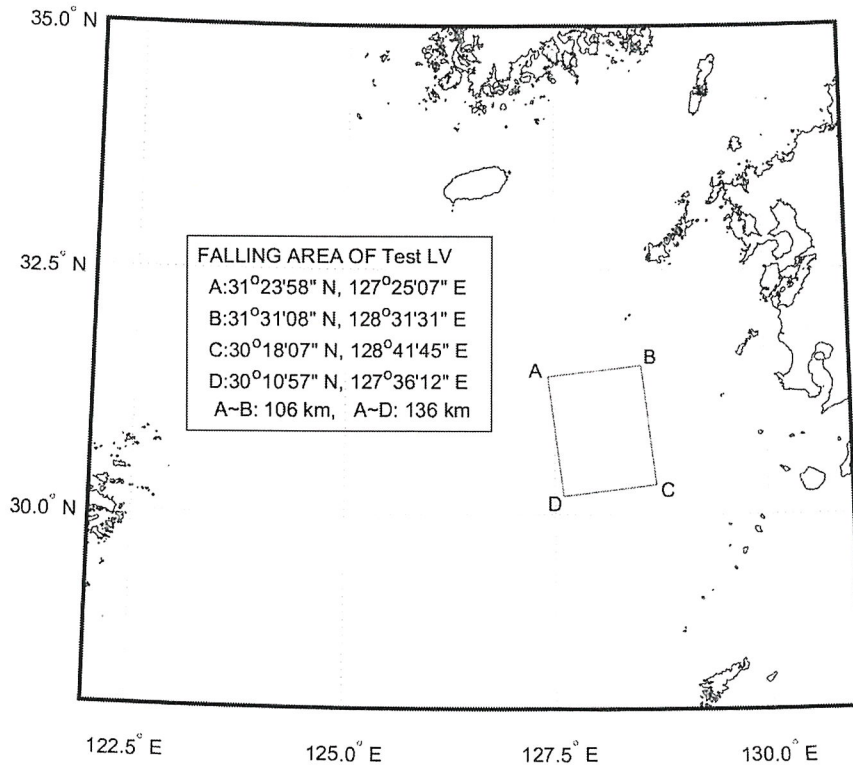 35.0° N
32.5° N
FALLING AREA OF Test LV
A:31°23'58" N, 127°25'07" E
B:31°31'08" N, 128°31'31" E
C:30°18'07" N, 128°41'45" E
D:30°10'57" N, 127°36'12" E
A~B: 106 km, A~D: 136 km
A
B
30.0° N
D
C
122.5° E
125.0° E
127.5° E
130.0° E